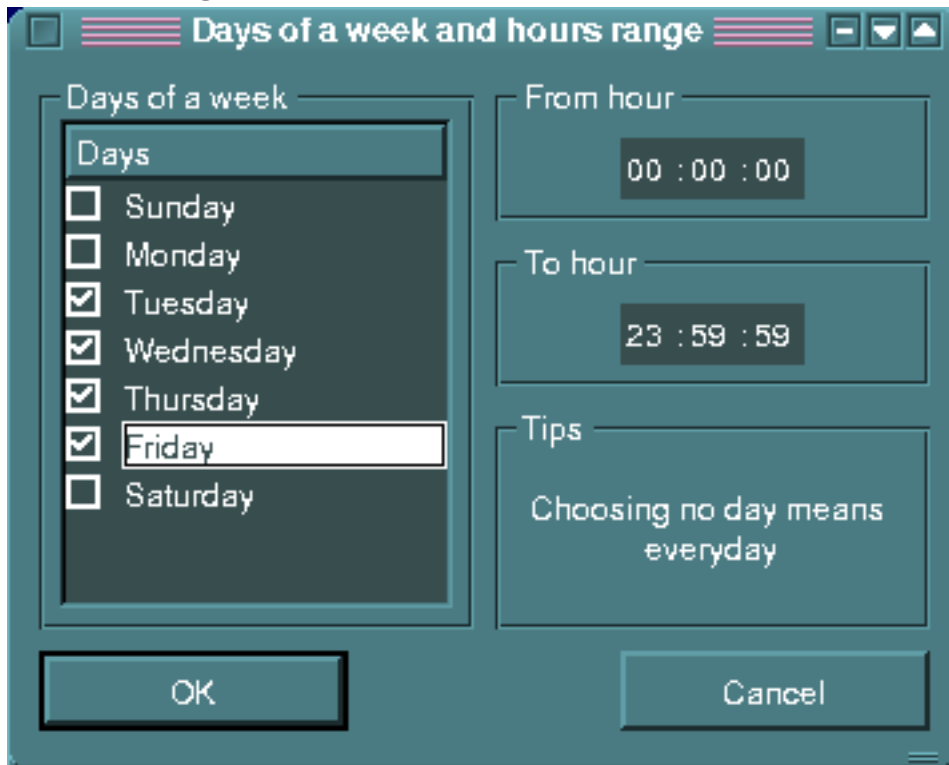 Days of a week and hours range
Days of a week
Days
Sunday
Monday
Tuesday
Wednesday
Thursday
Friday
Saturday
From hour
00 :00 :00
To hour
23 :59 :59
Tips
Choosing no day means
everyday
OK
Cancel